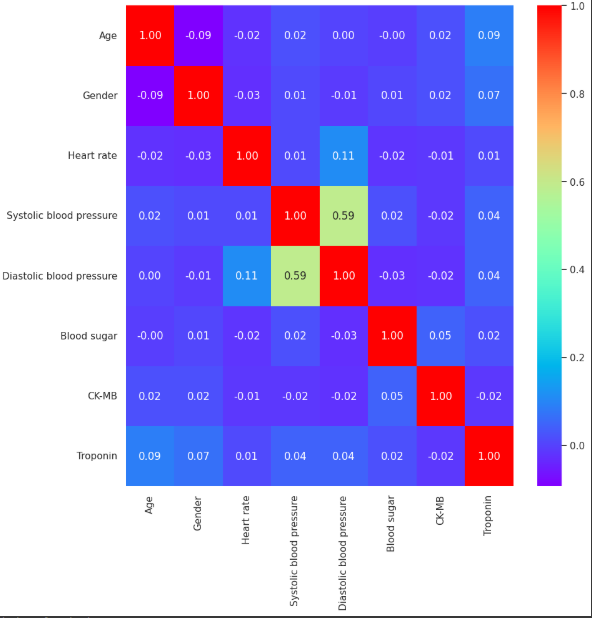 Age 1.00 -0.09 -0.02 0.02 0.00 -0.00 0.02 0.09
Gender -0.09 1.00 -0.03 0.01 -0.01 0.01 0.02 0.07
Heart rate -0.02 -0.03 1.00 0.01 0.11 -0.02 -0.01 0.01
Systolic blood pressure 0.02 0.01 0.01 1.00 0.59 0.02 -0.02 0.04
Diastolic blood pressure 0.00 -0.01 0.11 0.59 1.00 -0.03 -0.02 0.04
Blood sugar -0.00 0.01 -0.02 0.02 -0.03 1.00 0.05 0.02
CK-MB 0.02 0.02 -0.01 -0.02 -0.02 0.05 1.00 -0.02
Troponin 0.09 0.07 0.01 0.04 0.04 0.02 -0.02 1.00
Age
Gender
Heart rate
Systolic blood pressure
Diastolic blood pressure
Blood sugar
CK-MB
Troponin
1.0
0.8
0.6
0.4
0.2
0.0